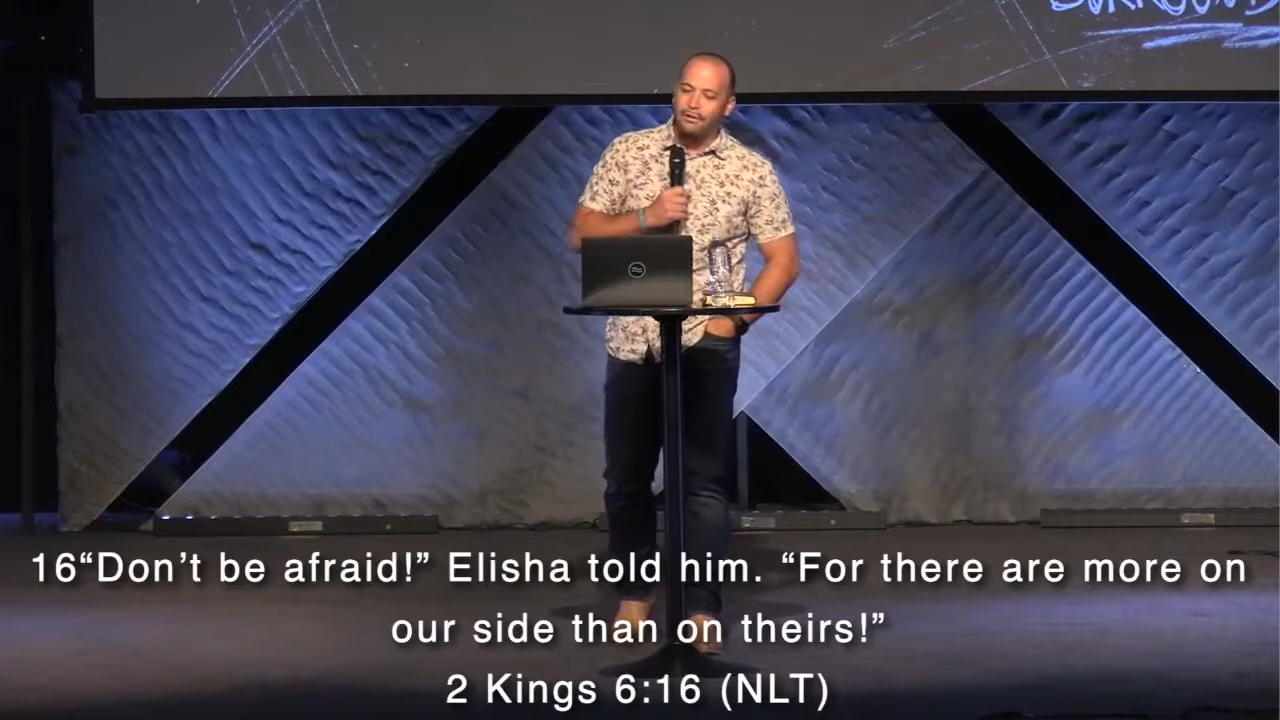 SURROUND
16“Don’t be afraid!” Elisha told him. “For there are more on
our side than on theirs!”
2 Kings 6:16 (NLT)